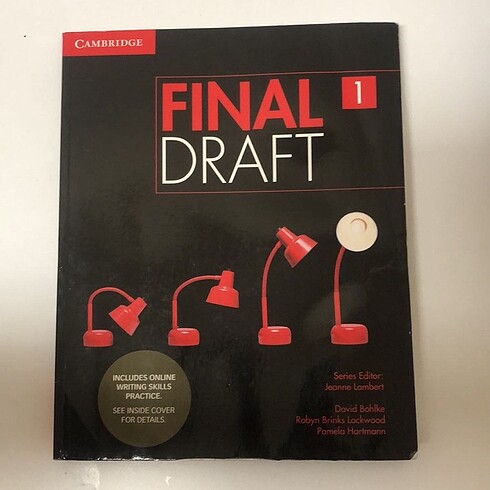 CAMBRIDGE
FINAL 1
DRAFT
INCLUDES ONLINE
WRITING SKILLS
PRACTICE.
SEE INSIDE COVER
FOR DETAILS.
Series Editor:
Jeanne Lambert
David Bohlke
Robyn Brinks Lockwood
Pamela Hartmann